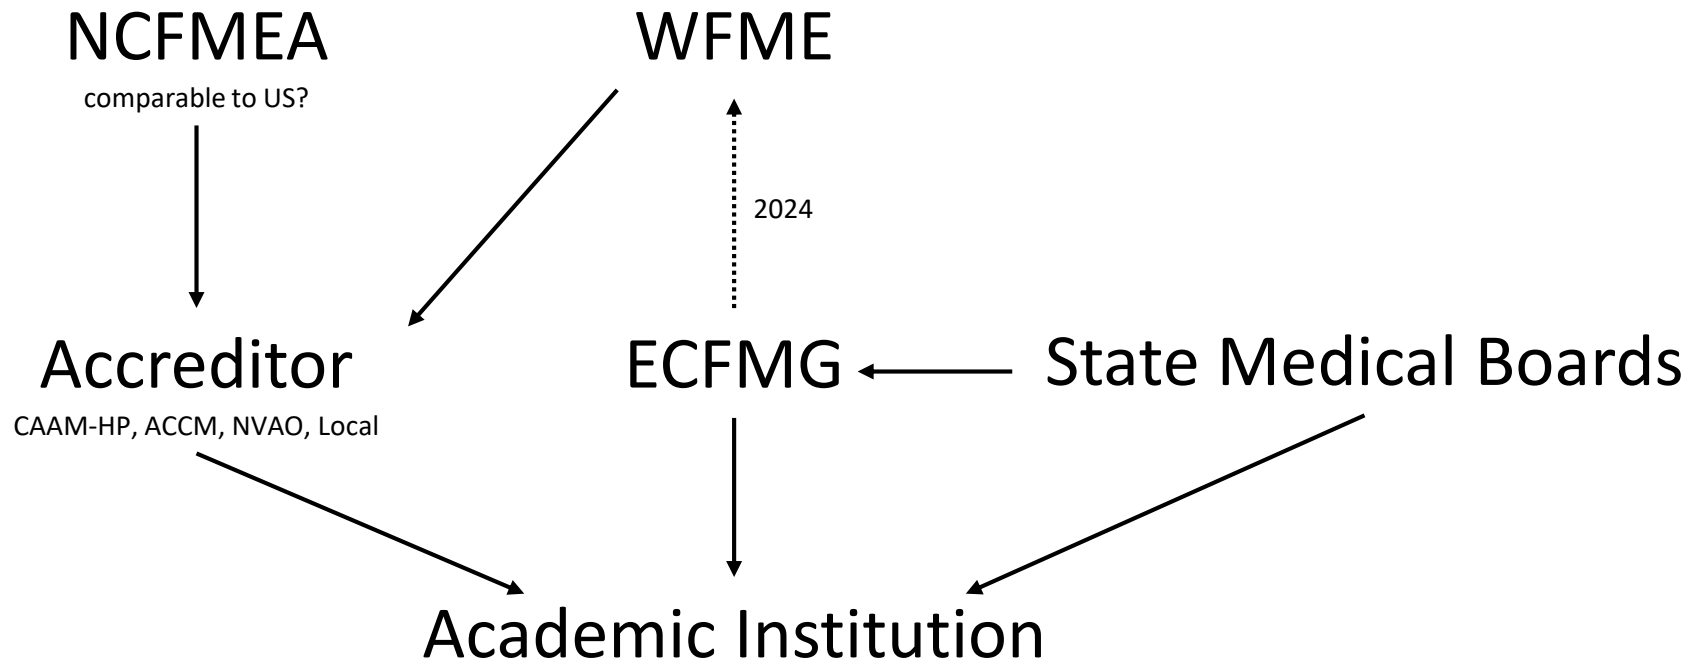 NCFMEA
WFME
comparable to US?
2024
Accreditor
ECFMG
State Medical Boards
CAAM-HP, ACCM, NVAO, Local
Academic Institution